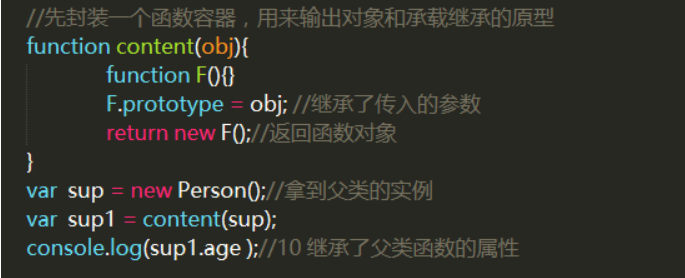 //先封装一个函数容器，用来输出对象和承载继承的原型
function content(obj){
function F(){}
F.prototype = obj; //继承了传入的参数
return new F();//返回函数对象
}
var sup = new Person();//拿到父类的实例
var sup1 = content(sup);
console.log(sup1.age );//10 继承了父类函数的属性